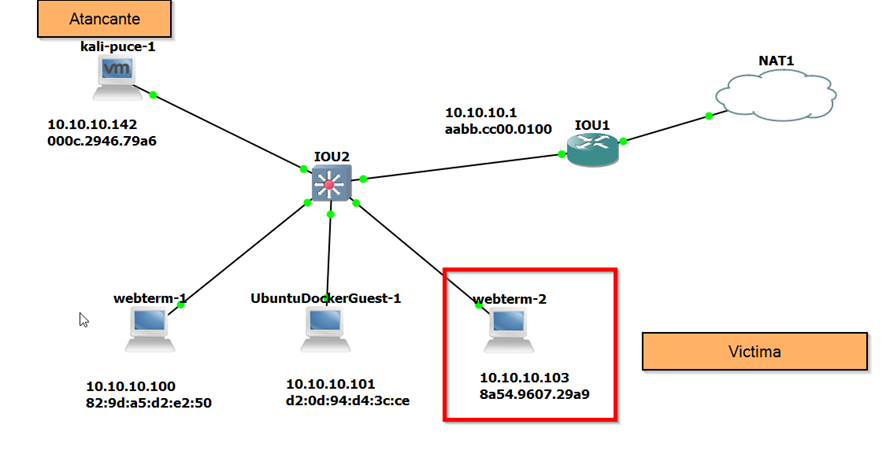 Atancante
kali-puce-1
vm
10.10.10.142
000c.2946.79a6
NAT1
10.10.10.1
aabb.cc00.0100
IOU1
IOU2
webterm-1
10.10.10.100
82:9d:a5:d2:e2:50
UbuntuDockerGuest-1
10.10.10.101
d2:0d:94:d4:3c:ce
webterm-2
10.10.10.103
8a54.9607.29a9
Victima